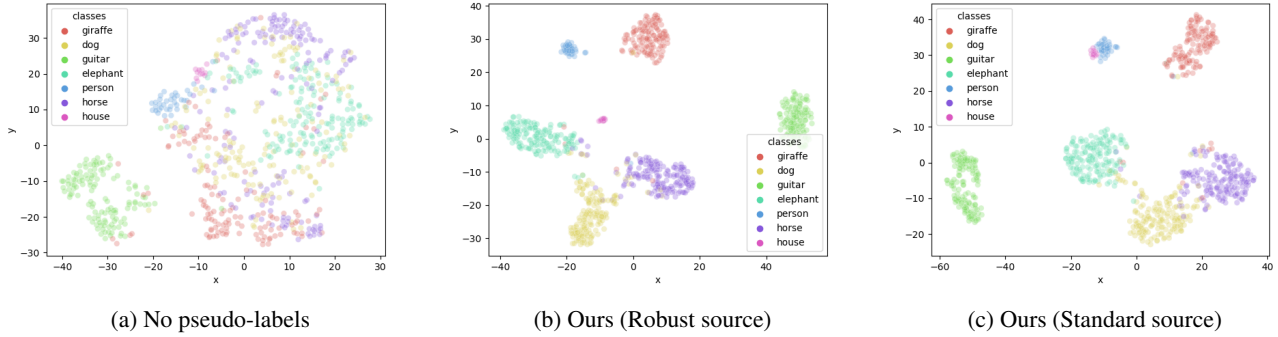 classes
giraffe
dog
guitar
elephant
person
horse
house
30
20
10
0
−10
−20
−30
y
−40
−30
−20
−10
0
10
20
30
x
(a) No pseudo-labels
40
30
20
10
0
−10
−20
−30
y
classes
giraffe
dog
guitar
elephant
person
horse
house
−40
−20
0
20
40
x
(b) Ours (Robust source)
classes
giraffe
dog
guitar
elephant
person
horse
house
40
30
20
10
0
−10
−20
y
−60
−40
−20
0
20
40
x
(c) Ours (Standard source)